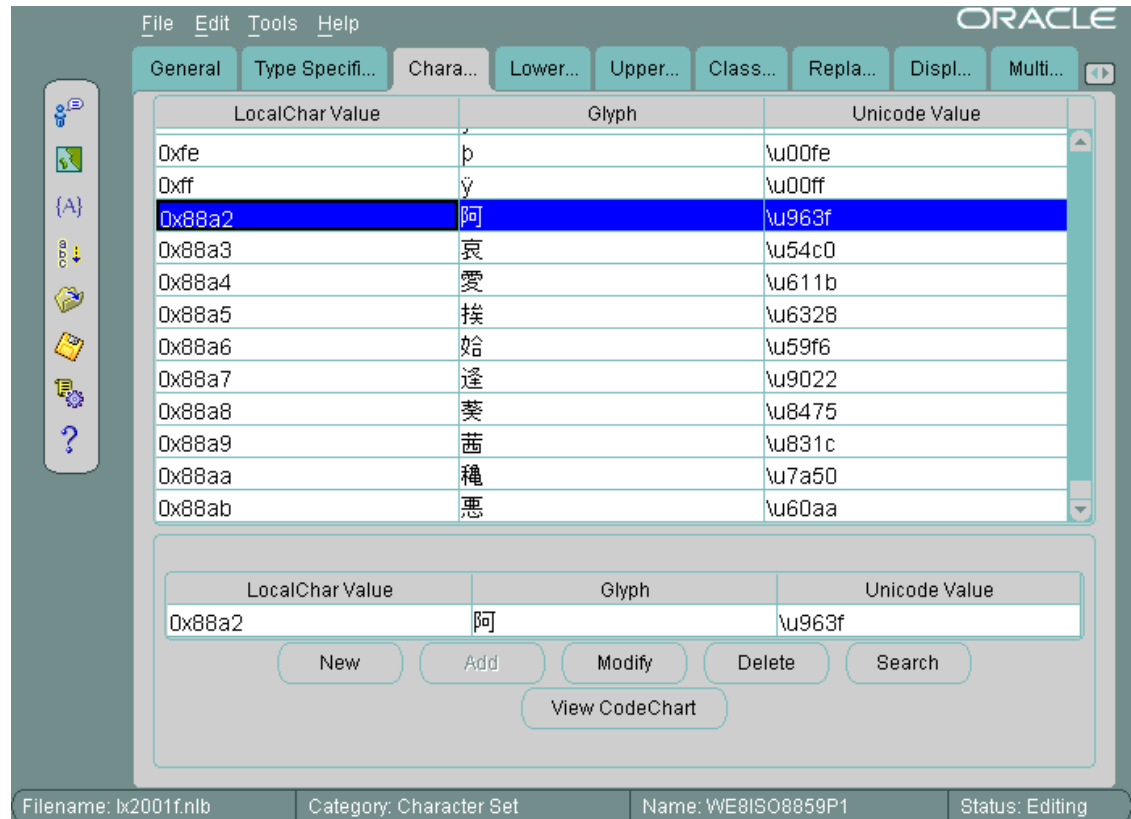 File Edit Tools Help
ORACLE
General Type Specifi... Chara... Lower... Upper... Class... Repla... Displ... Multi...
LocalChar Value Glyph Unicode Value
0xfe þ \u00fe
0xff ÿ \u00ff
0x88a2 阿 \u963f
0x88a3 哀 \u54c0
0x88a4 愛 \u611b
0x88a5 挨 \u6328
0x88a6 姶 \u59f6
0x88a7 逢 \u9022
0x88a8 葵 \u8475
0x88a9 茜 \u831c
0x88aa 穐 \u7a50
0x88ab 悪 \u60aa
LocalChar Value Glyph Unicode Value
0x88a2 阿 \u963f
New Add Modify Delete Search
View CodeChart
{A}
a
b
c
?
Filename: lx2001f.nlb Category: Character Set Name: WE8ISO8859P1 Status: Editing